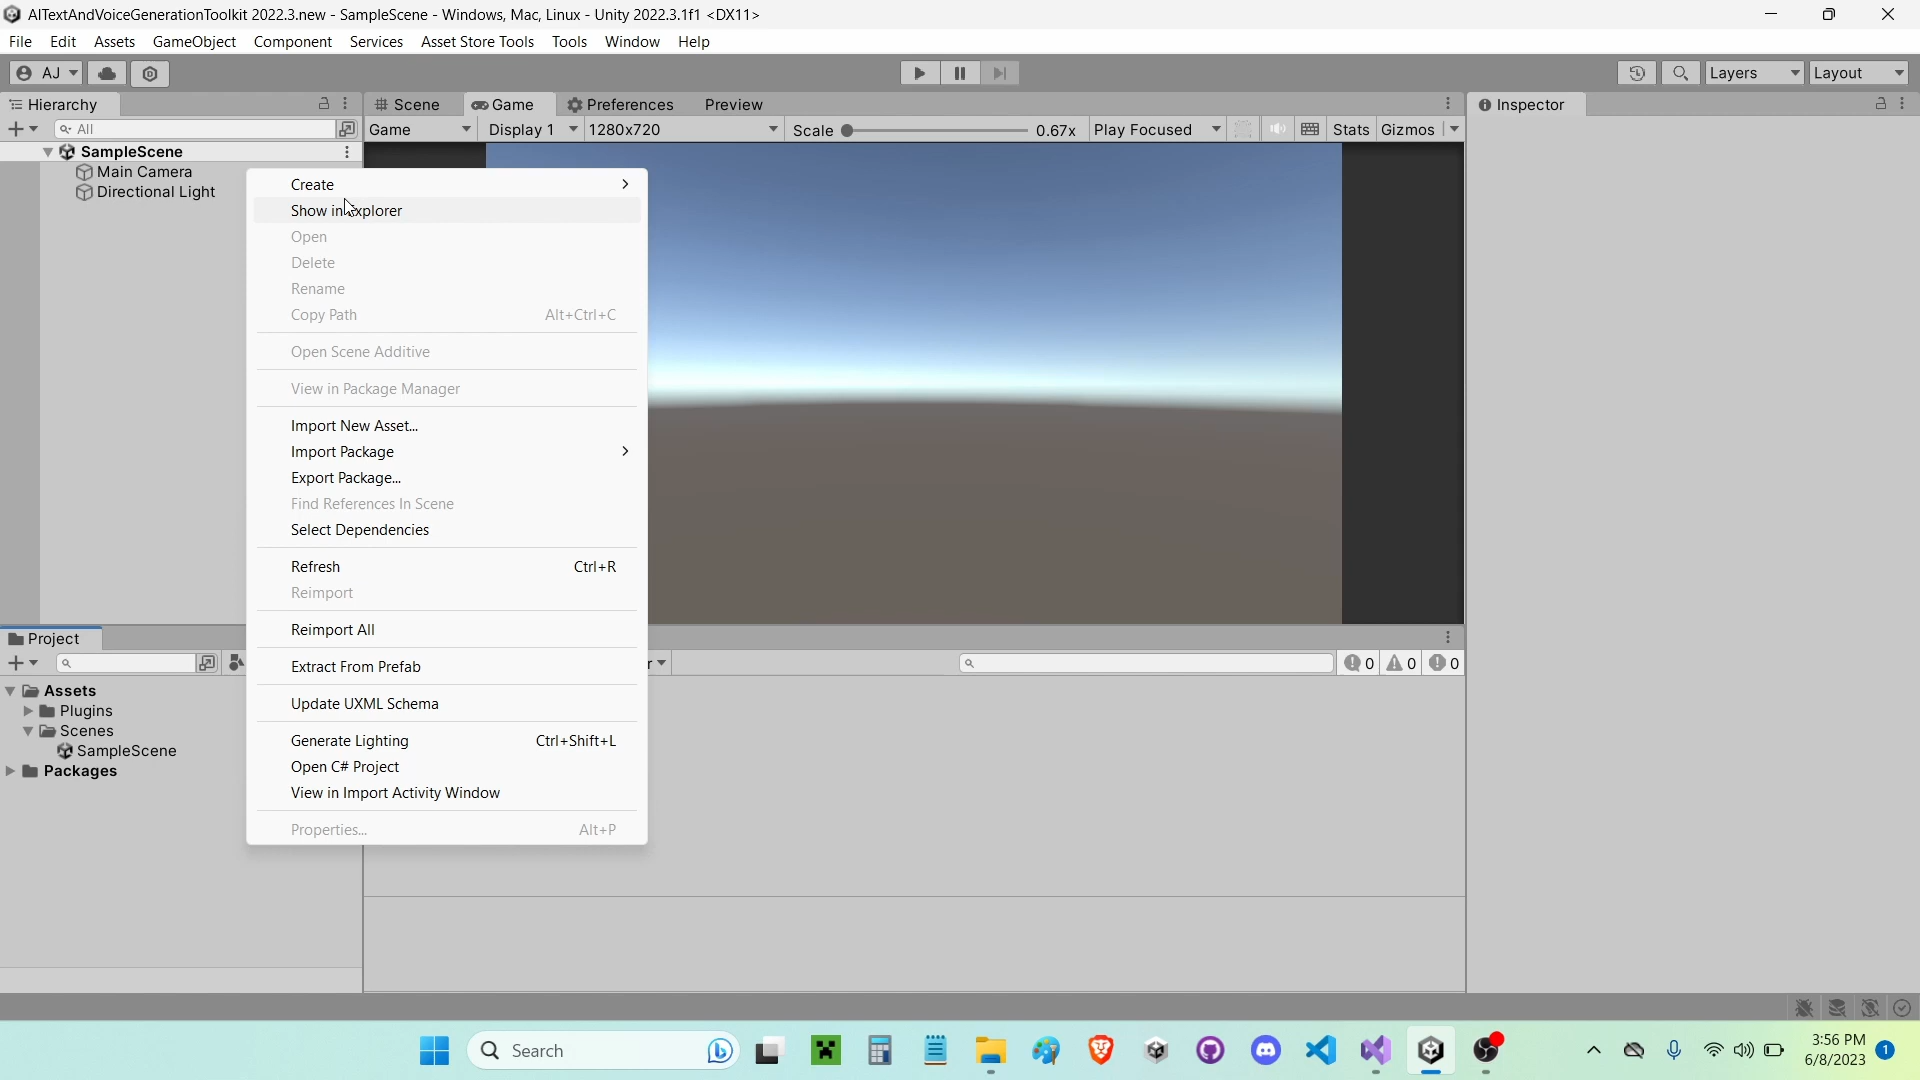 AITextAndVoiceGenerationToolkit 2022.3.new - SampleScene - Windows, Mac, Linux - Unity 2022.3.1f1 <DX11>
File Edit Assets GameObject Component Services Asset Store Tools Tools Window Help
AJ Layers Layout
Hierarchy Scene Game Preferences Preview Inspector
All Game Display 1 1280x720 Scale 0.67x Play Focused Stats Gizmos
SampleScene
Main Camera
Directional Light
Create
Show in Explorer
Open
Delete
Rename
Copy Path Alt+Ctrl+C
Open Scene Additive
View in Package Manager
Import New Asset...
Import Package
Export Package...
Find References In Scene
Select Dependencies
Refresh Ctrl+R
Reimport
Reimport All
Extract From Prefab
Update UXML Schema
Generate Lighting Ctrl+Shift+L
Open C# Project
View in Import Activity Window
Properties... Alt+P
Project
r 0 0 0
Assets
Plugins
Scenes
SampleScene
Packages
Search
3:56 PM
6/8/2023 1